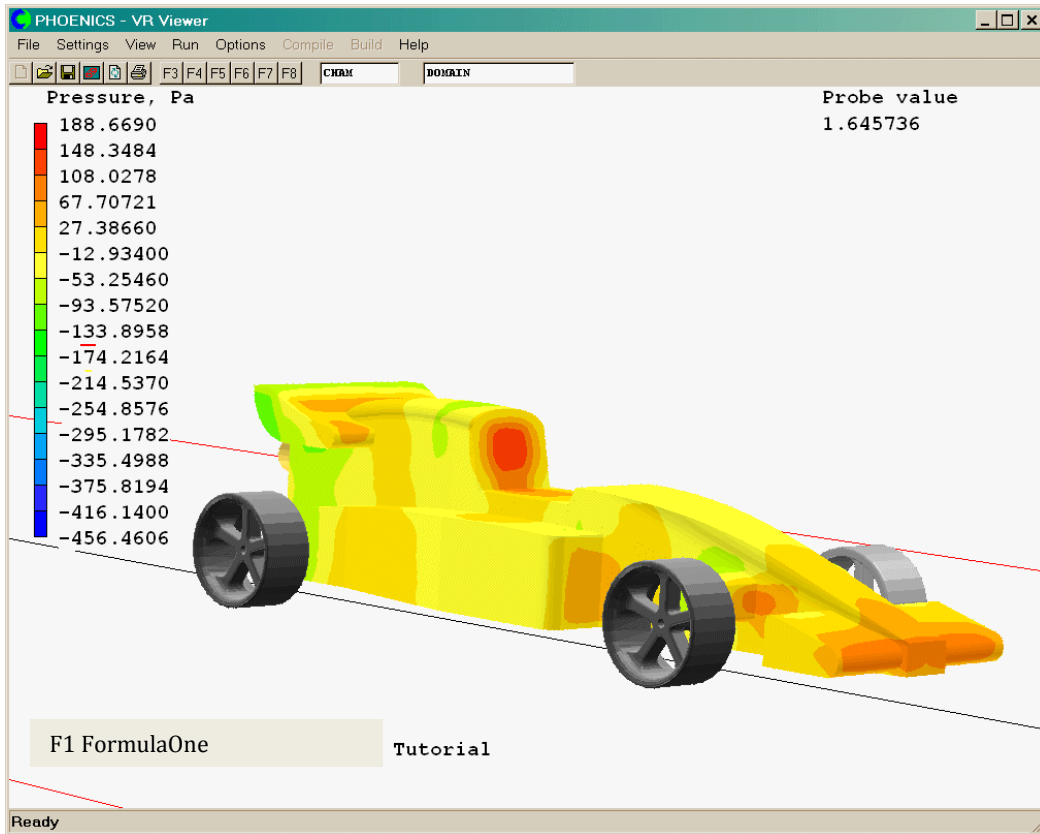 PHOENICS - VR Viewer
File Settings View Run Options Compile Build Help
F3 F4 F5 F6 F7 F8 CHAM DOMAIN
Pressure, Pa
Probe value
188.6690
1.645736
148.3484
108.0278
67.70721
27.38660
-12.93400
-53.25460
-93.57520
-133.8958
-174.2164
-214.5370
-254.8576
-295.1782
-335.4988
-375.8194
-416.1400
-456.4606
F1 FormulaOne
Tutorial
Ready